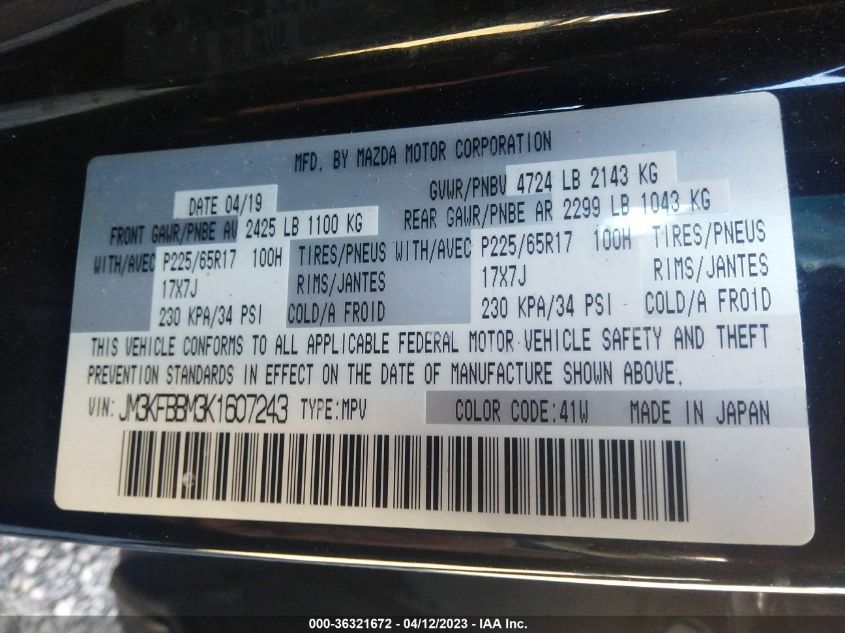 MFD. BY MAZDA MOTOR CORPORATION
DATE 04/19 GVWR/PNBV 4724 LB 2143 KG
FRONT GAWR/PNBE AV 2425 LB 1100 KG REAR GAWR/PNBE AR 2299 LB 1043 KG
WITH/AVEC P225/65R17 100H TIRES/PNEUS WITH/AVEC P225/65R17 100H TIRES/PNEUS
17X7J RIMS/JANTES 17X7J RIMS/JANTES
230 KPA/34 PSI COLD/A FROID 230 KPA/34 PSI COLD/A FROID
THIS VEHICLE CONFORMS TO ALL APPLICABLE FEDERAL MOTOR VEHICLE SAFETY AND THEFT
PREVENTION STANDARDS IN EFFECT ON THE DATE OF MANUFACTURE SHOWN ABOVE.
VIN: JM3KFBBM3K1607243 TYPE:MPV COLOR CODE:41W MADE IN JAPAN
000-36321672 - 04/12/2023 - IAA Inc.